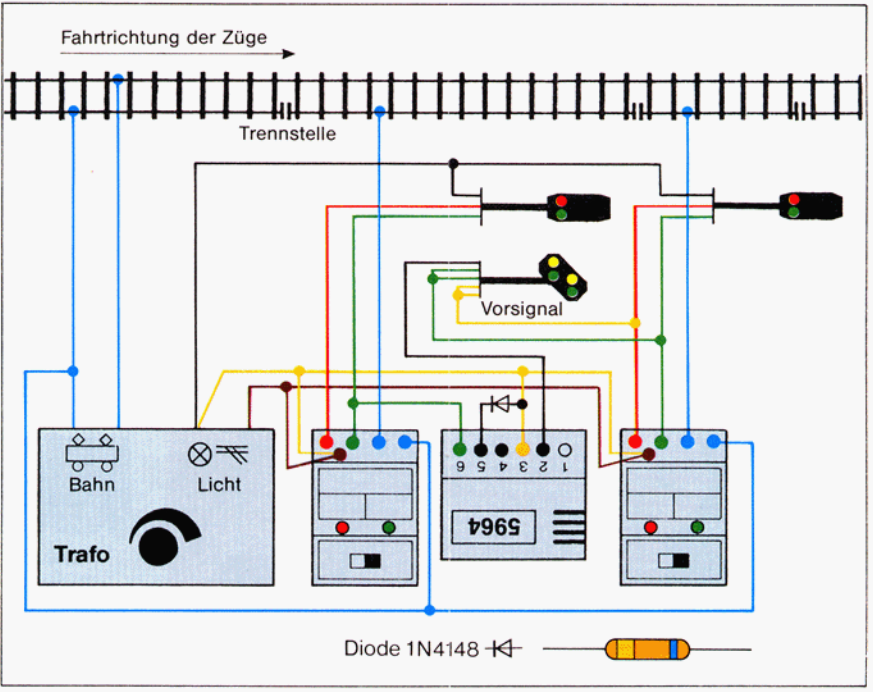 Fahrtrichtung der Züge
Trennstelle
Vorsignal
Bahn
Licht
Trafo
6 5 4 3 2 1
5964
Diode 1N4148